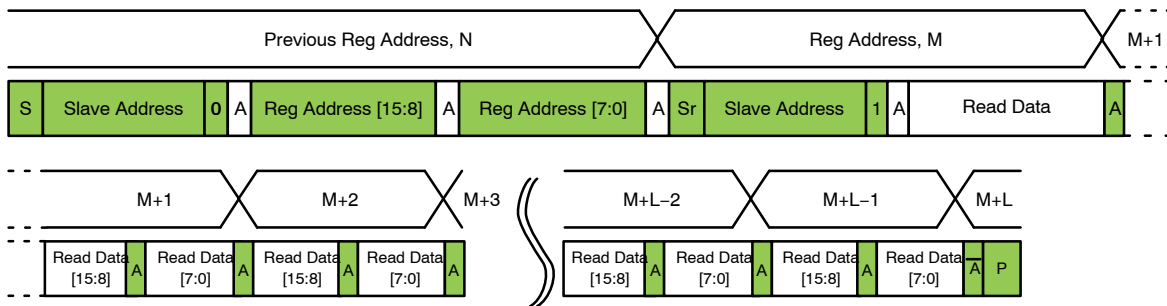 Previous Reg Address, N Reg Address, M M+1
S Slave Address 0 A Reg Address [15:8] A Reg Address [7:0] A Sr Slave Address 1 A Read Data A
M+1 M+2 M+3 M+L−2 M+L−1 M+L
Read Data A Read Data A Read Data A Read Data A Read Data A Read Data A Read Data A Read Data A̅ P
[15:8] [7:0] [15:8] [7:0] [15:8] [7:0] [15:8] [7:0]